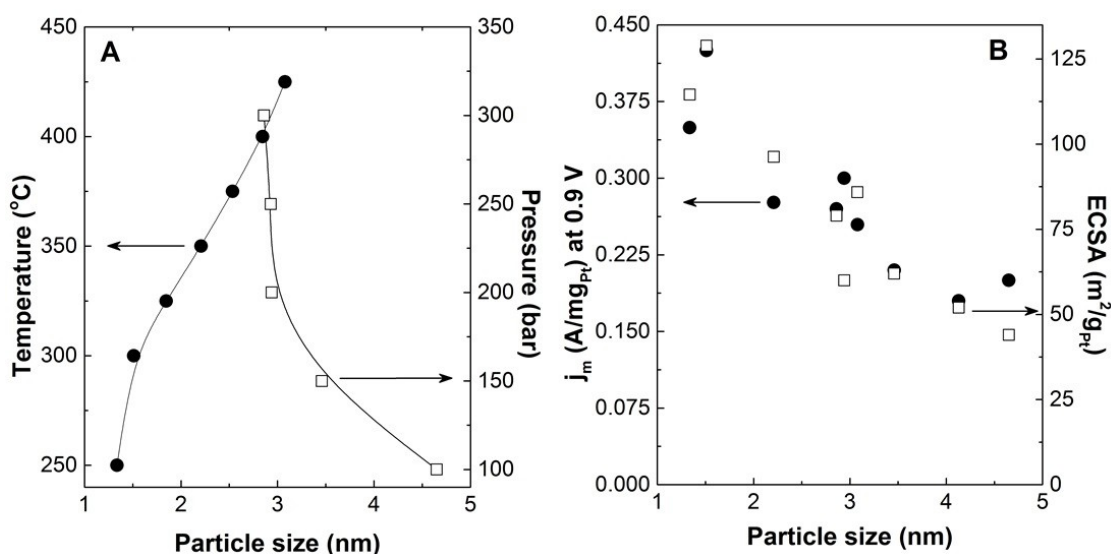 A
Temperature (°C)
450
400
350
300
250
350
300
250
200
150
100
Pressure (bar)
1 2 3 4 5
Particle size (nm)
B
jm (A/mgPt) at 0.9 V
0.450
0.375
0.300
0.225
0.150
0.075
0.000
125
100
75
50
25
0
ECSA (m²/gPt)
1 2 3 4 5
Particle size (nm)